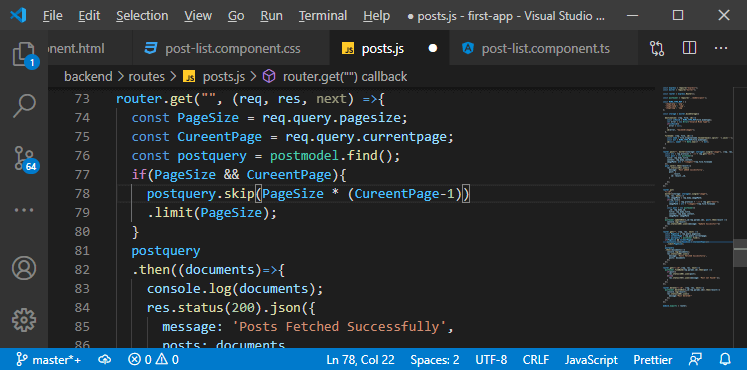 File Selection View Go Run Terminal Help ● posts.js - first-app - Visual Studio ...
onent.html post-list.component.css JS posts.js ● post-list.component.ts ...
backend > routes > JS posts.js > router.get("") callback
73 router.get("", (req, res, next) =>{
74 const PageSize = req.query.pagesize;
75 const CureentPage = req.query.currentpage;
76 const postquery = postmodel.find();
77 if(PageSize && CureentPage){
78 postquery.skip(PageSize * (CureentPage-1))
79 .limit(PageSize);
80 }
81 postquery
82 .then((documents)=>{
83 console.log(documents);
84 res.status(200).json({
85 message: 'Posts Fetched Successfully',
86 posts: documents
1
64
master*+ 0 0 Ln 78, Col 22 Spaces: 2 UTF-8 CRLF JavaScript Prettier